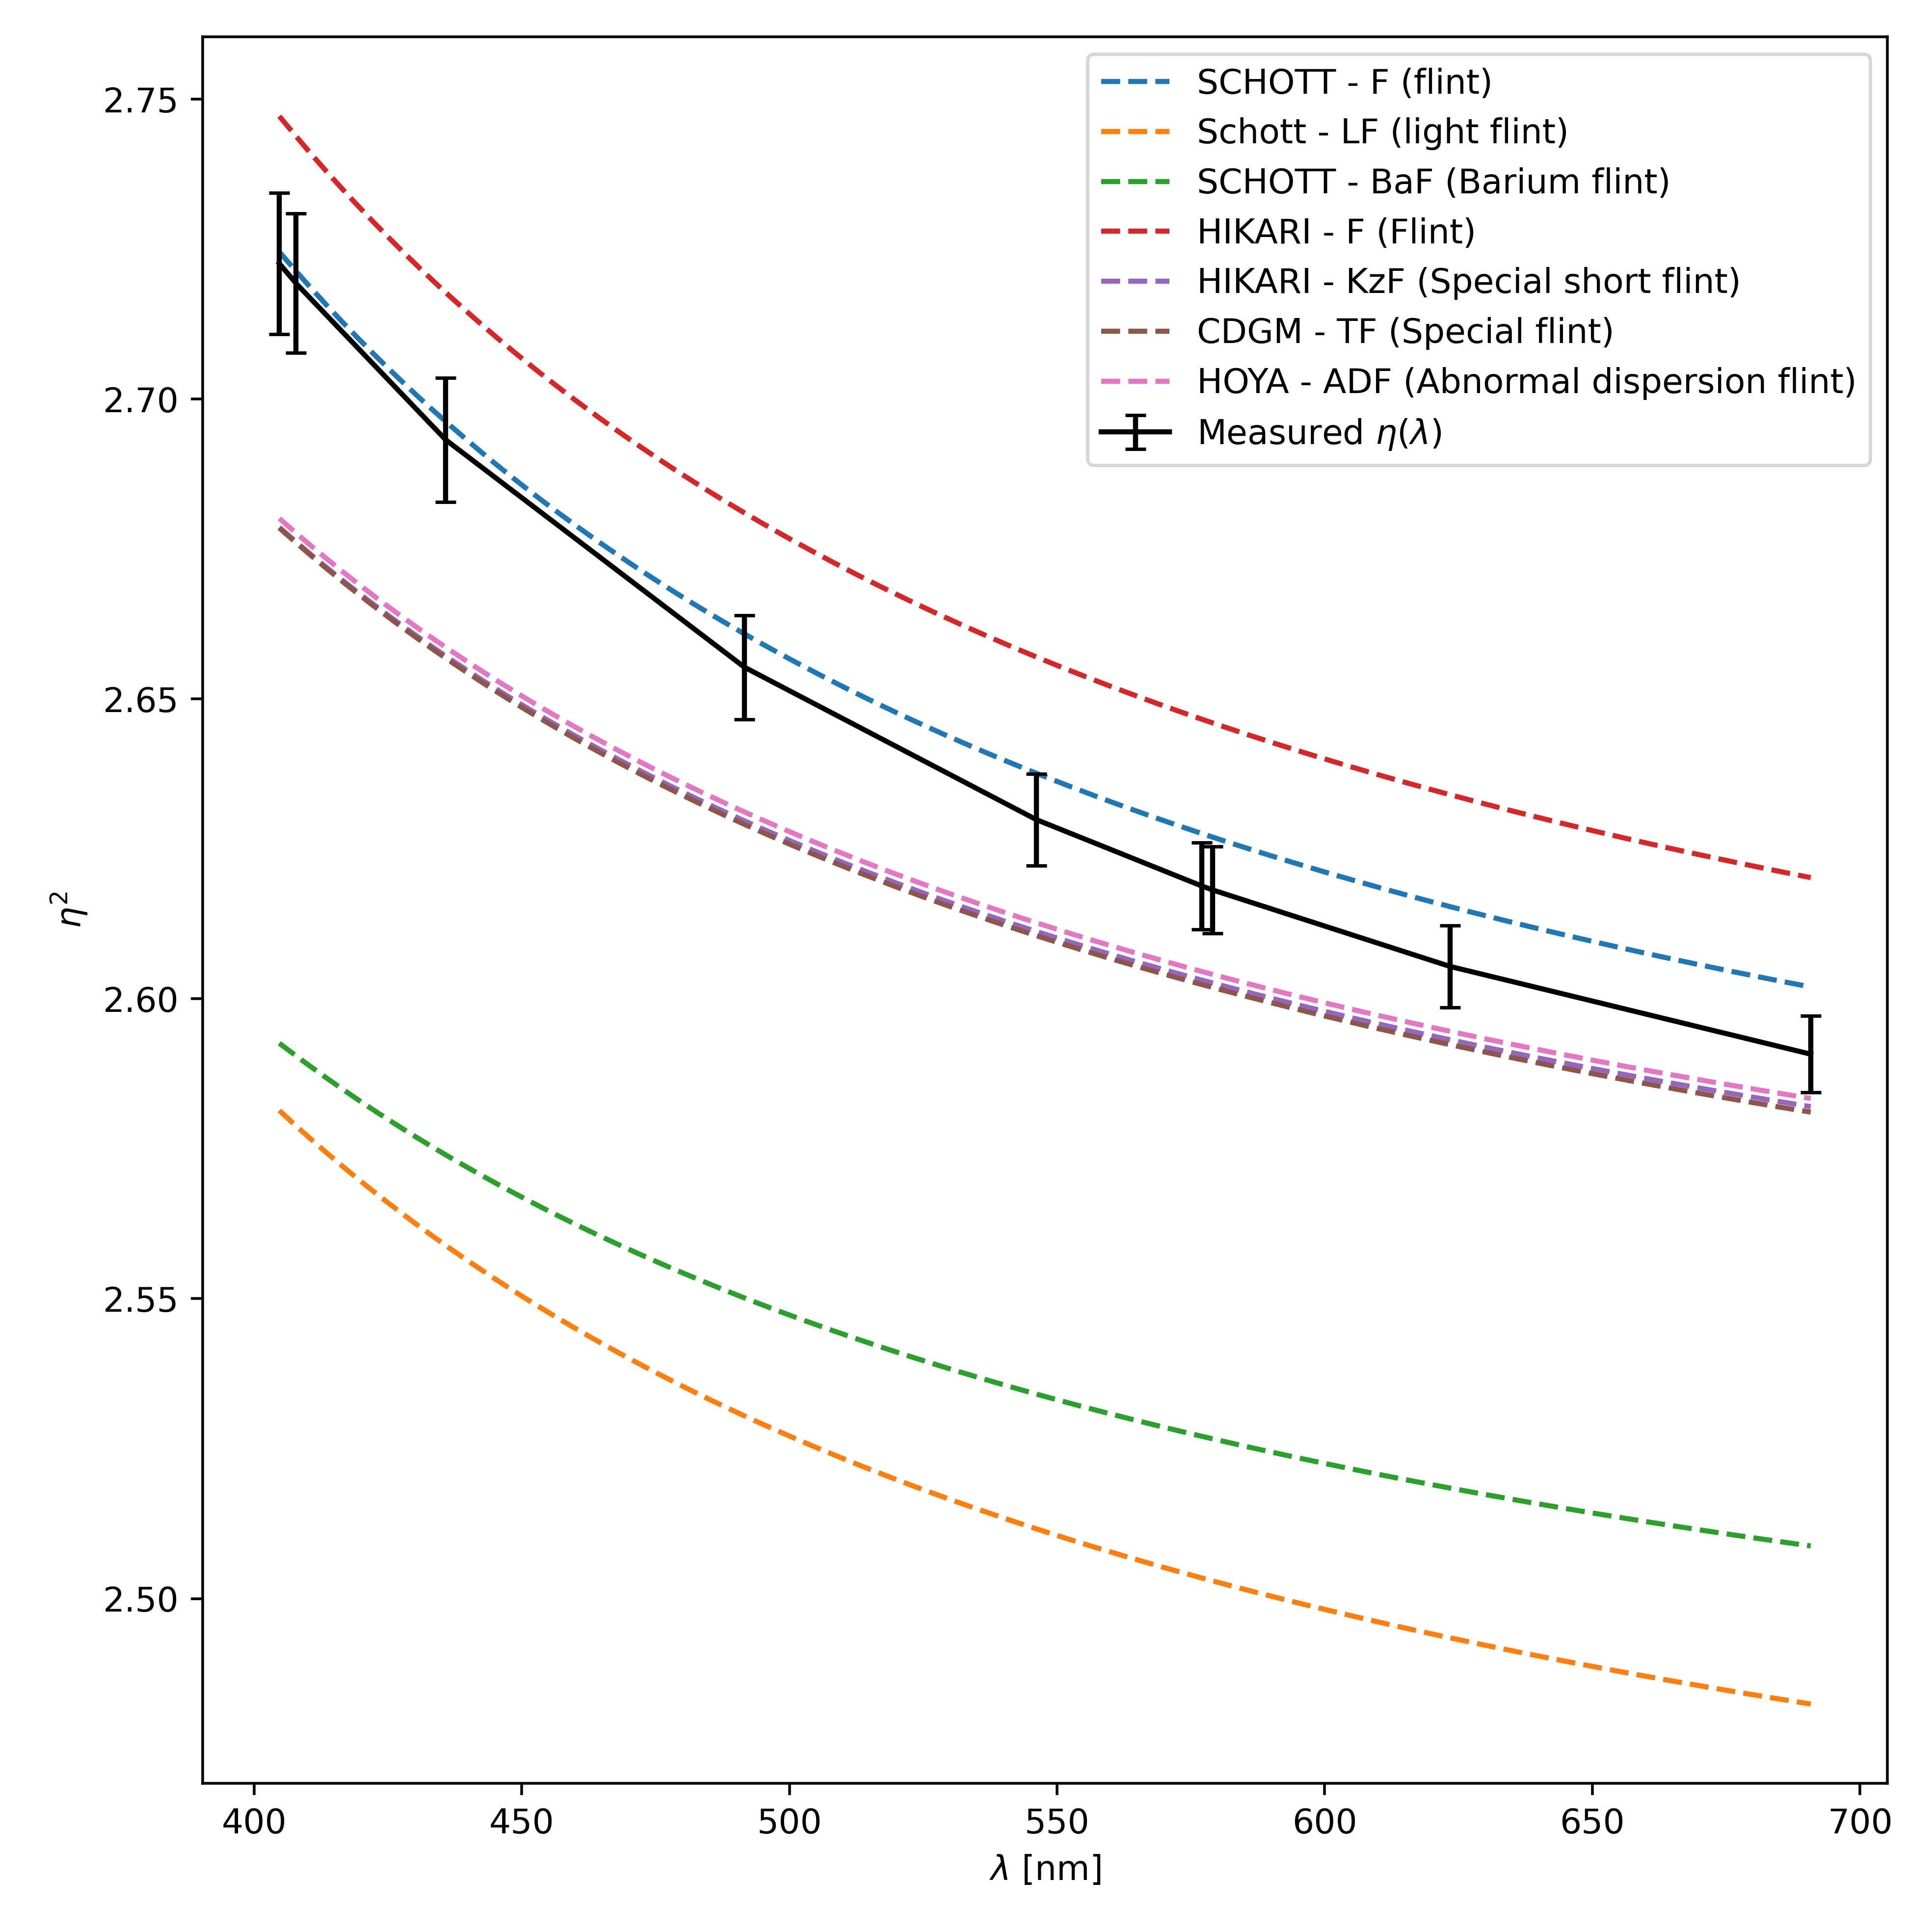 SCHOTT - F (flint)
Schott - LF (light flint)
SCHOTT - BaF (Barium flint)
HIKARI - F (Flint)
HIKARI - KzF (Special short flint)
CDGM - TF (Special flint)
HOYA - ADF (Abnormal dispersion flint)
Measured η(λ)
2.75
2.70
2.65
2.60
2.55
2.50
η²
400 450 500 550 600 650 700
λ [nm]